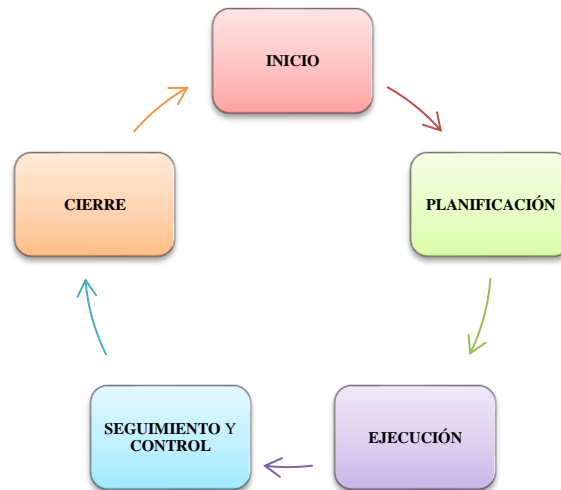 INICIO
PLANIFICACIÓN
EJECUCIÓN
SEGUIMIENTO Y
CONTROL
CIERRE